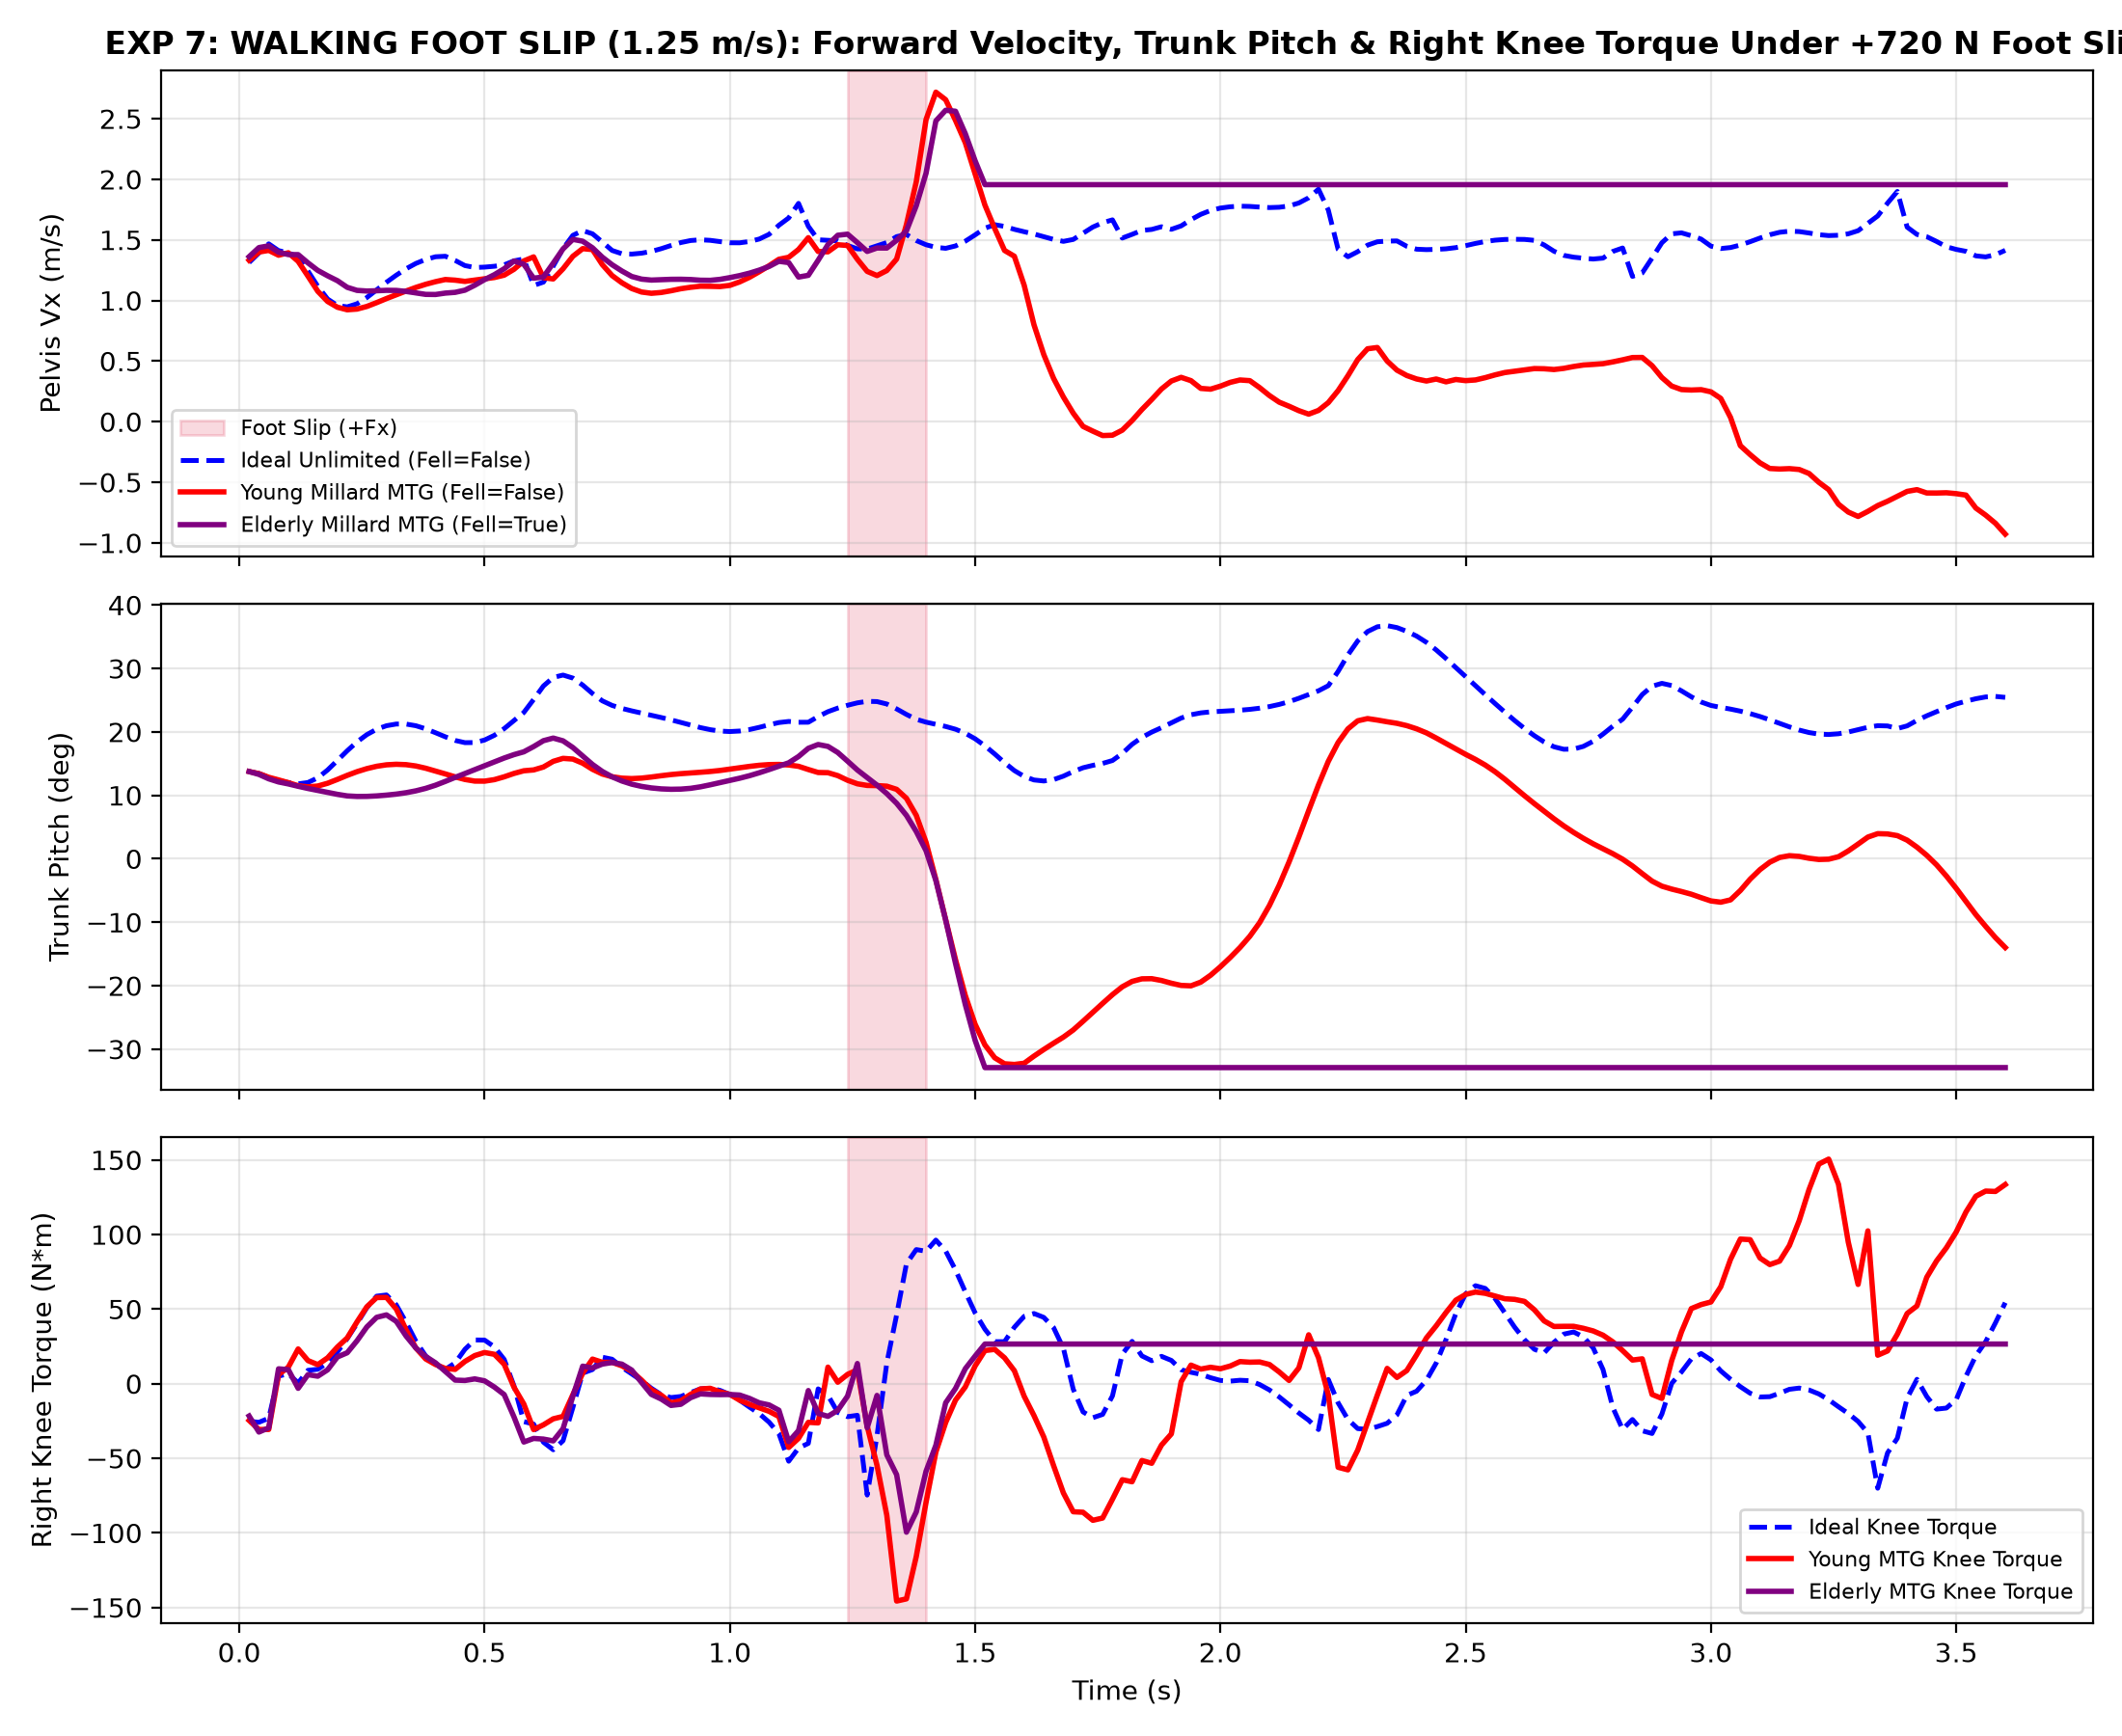 EXP 7: WALKING FOOT SLIP (1.25 m/s): Forward Velocity, Trunk Pitch & Right Knee Torque Under +720 N Foot Sli
2.5
2.0
1.5
1.0
0.5
0.0
−0.5
−1.0
Pelvis Vx (m/s)
Foot Slip (+Fx)
Ideal Unlimited (Fell=False)
Young Millard MTG (Fell=False)
Elderly Millard MTG (Fell=True)
40
30
20
10
0
−10
−20
−30
Trunk Pitch (deg)
150
100
50
0
−50
−100
−150
Right Knee Torque (N*m)
Ideal Knee Torque
Young MTG Knee Torque
Elderly MTG Knee Torque
0.0 0.5 1.0 1.5 2.0 2.5 3.0 3.5
Time (s)